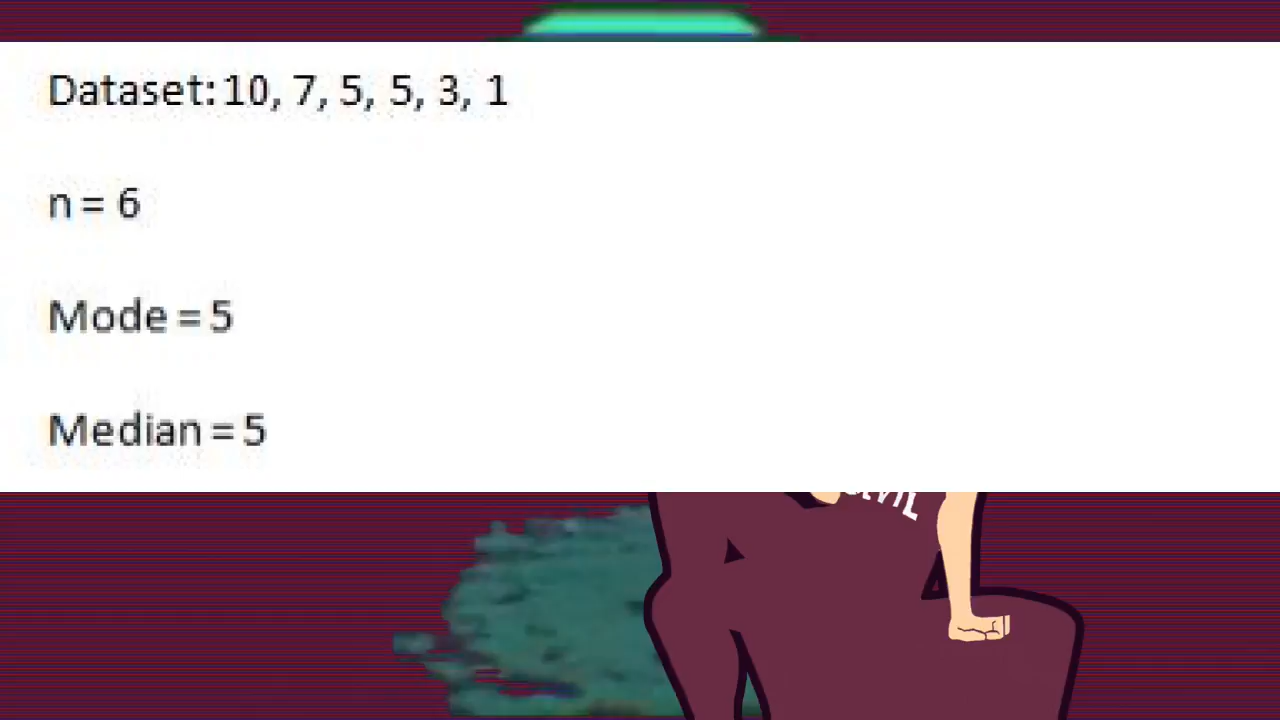 Dataset: 10, 7, 5, 5, 3, 1
n = 6
Mode = 5
Median = 5